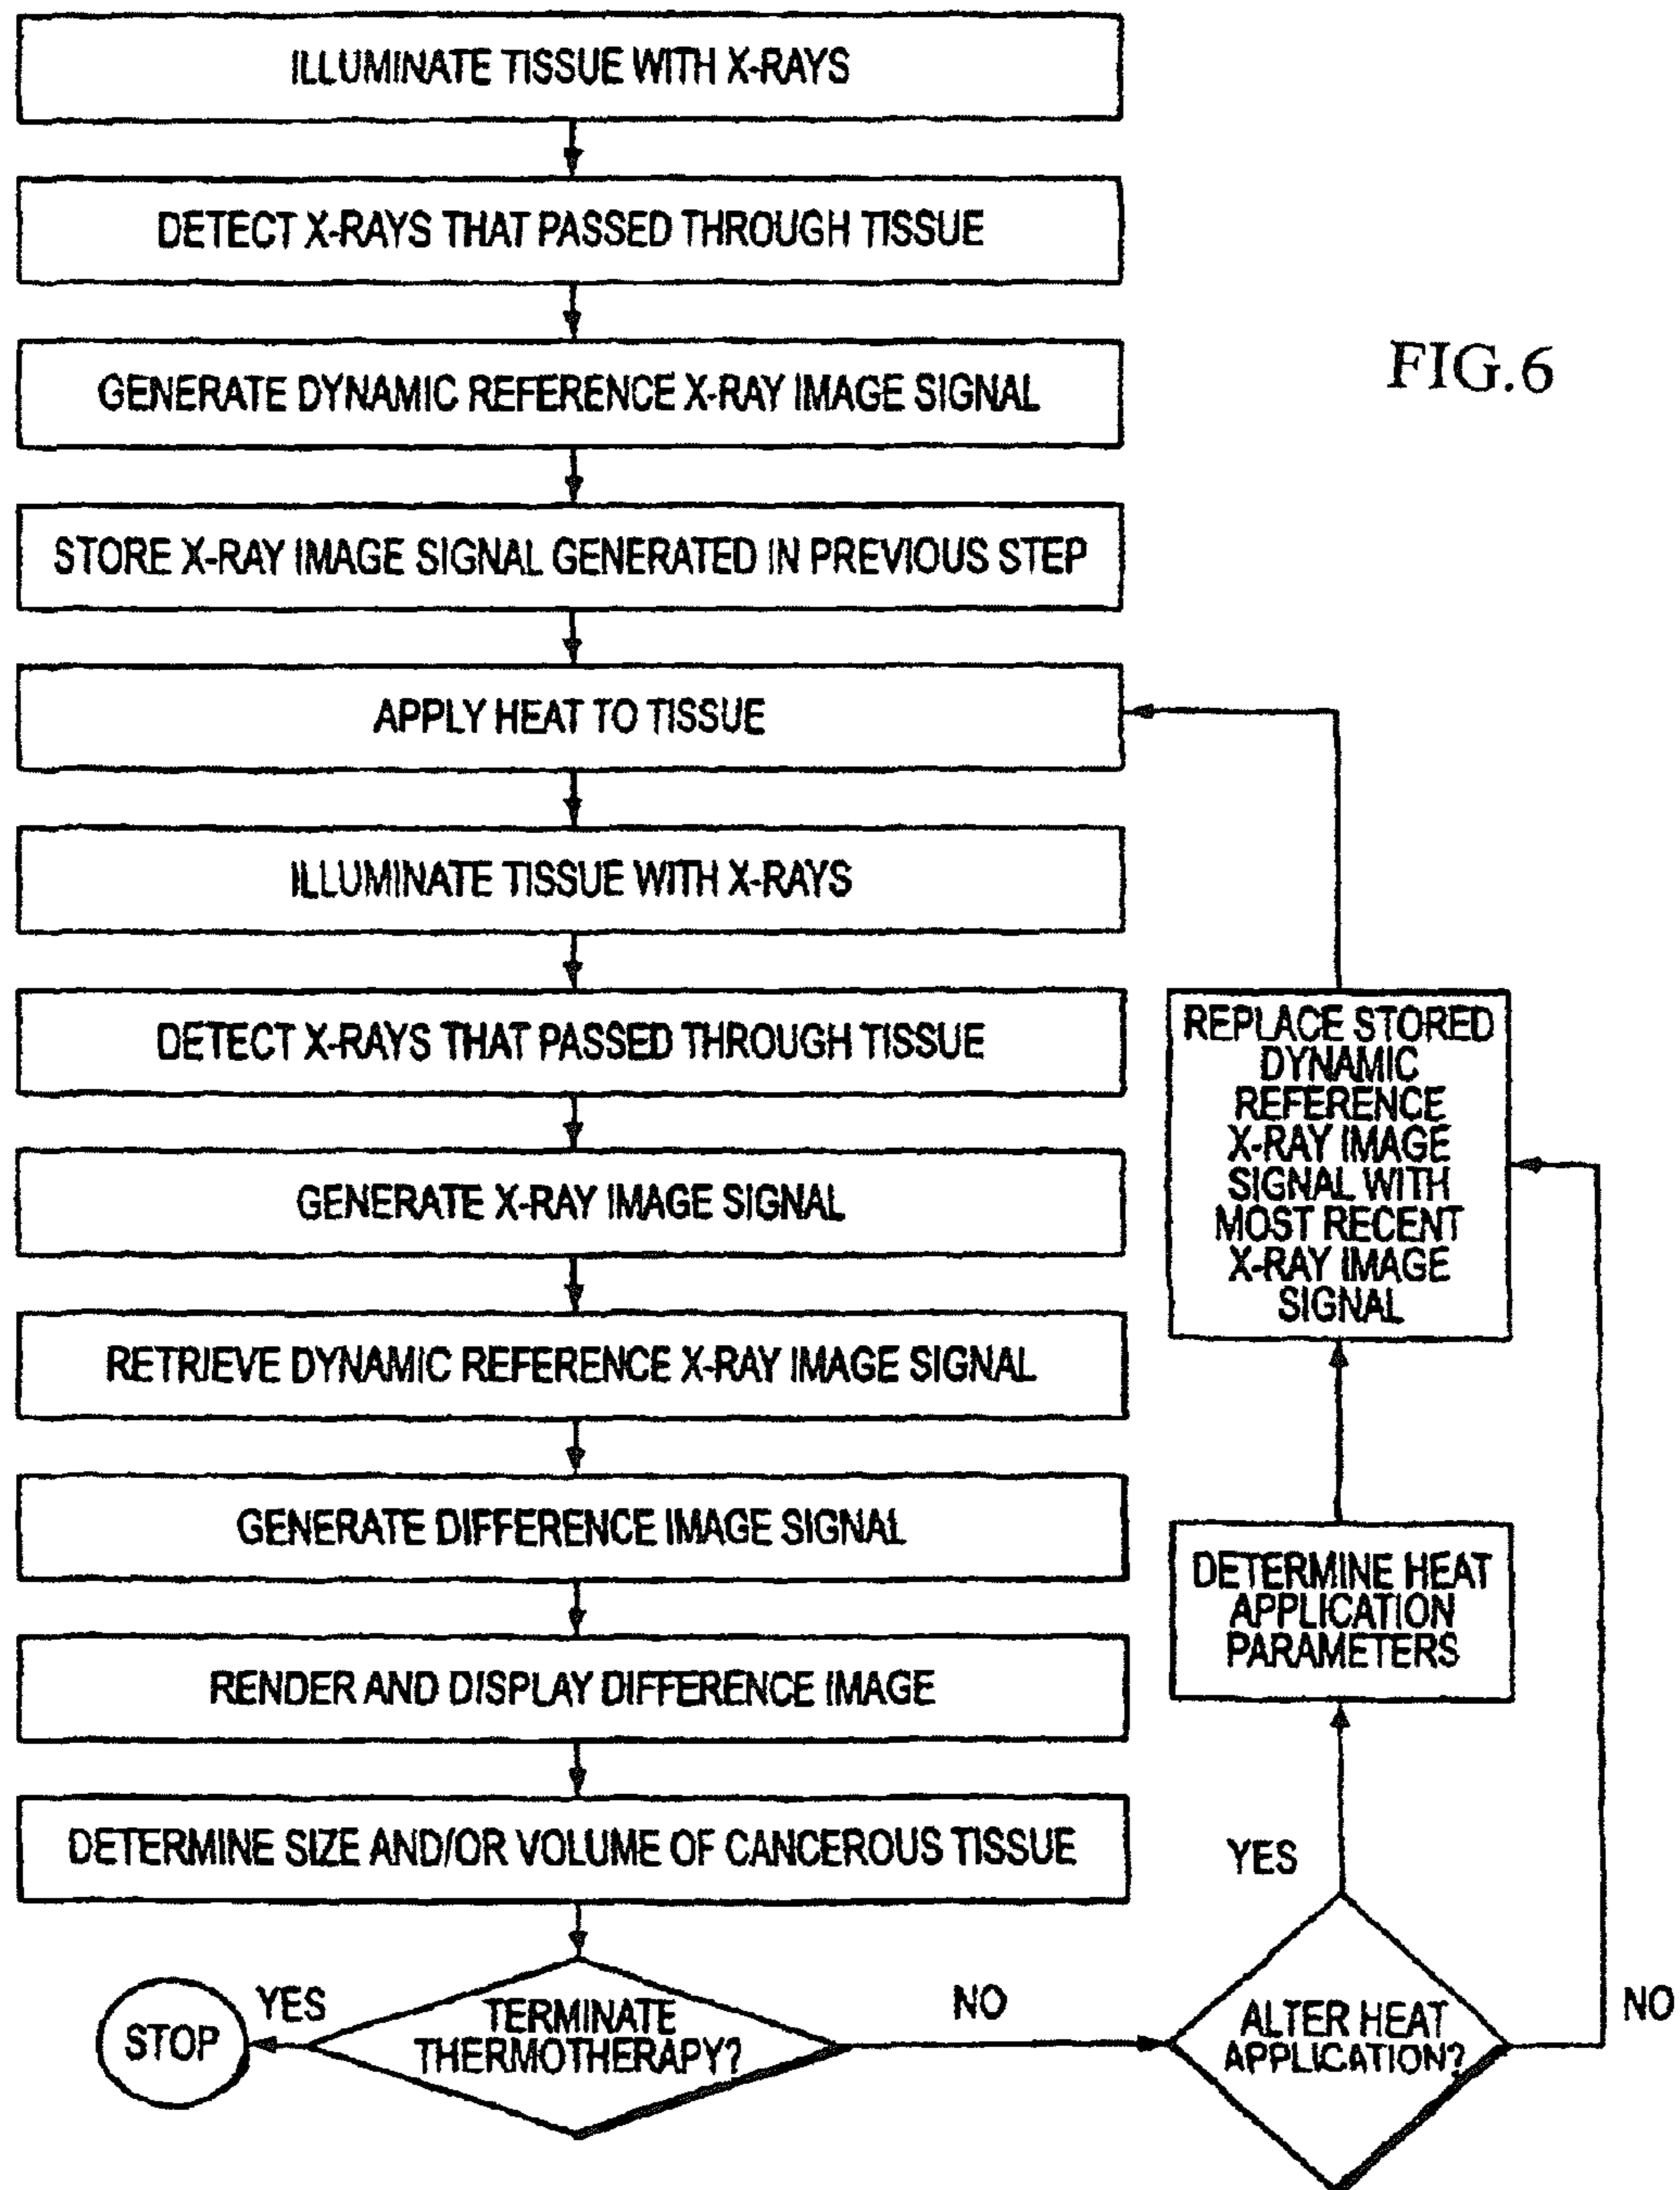 ILLUMINATE TISSUE WITH X-RAYS
DETECT X-RAYS THAT PASSED THROUGH TISSUE
GENERATE DYNAMIC REFERENCE X-RAY IMAGE SIGNAL
FIG.6
STORE X-RAY IMAGE SIGNAL GENERATED IN PREVIOUS STEP
APPLY HEAT TO TISSUE
ILLUMINATE TISSUE WITH X-RAYS
DETECT X-RAYS THAT PASSED THROUGH TISSUE
GENERATE X-RAY IMAGE SIGNAL
RETRIEVE DYNAMIC REFERENCE X-RAY IMAGE SIGNAL
GENERATE DIFFERENCE IMAGE SIGNAL
RENDER AND DISPLAY DIFFERENCE IMAGE
DETERMINE SIZE AND/OR VOLUME OF CANCEROUS TISSUE
TERMINATE
THERMOTHERAPY?
YES
STOP
NO
ALTER HEAT
APPLICATION?
YES
NO
DETERMINE HEAT
APPLICATION
PARAMETERS
REPLACE STORED
DYNAMIC
REFERENCE
X-RAY IMAGE
SIGNAL WITH
MOST RECENT
X-RAY IMAGE
SIGNAL